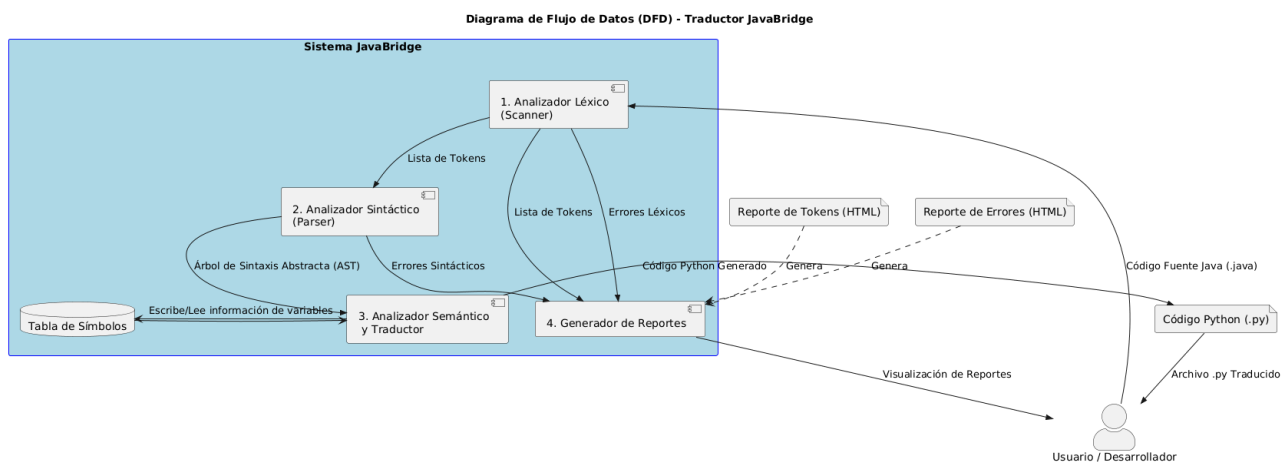 Diagrama de Flujo de Datos (DFD) - Traductor JavaBridge
Sistema JavaBridge
1. Analizador Léxico
(Scanner)
Lista de Tokens
2. Analizador Sintáctico
(Parser)
Lista de Tokens
Errores Léxicos
Reporte de Tokens (HTML)
Reporte de Errores (HTML)
Árbol de Sintaxis Abstracta (AST)
Errores Sintácticos
Código Python Generado
Genera
Genera
Código Fuente Java (.java)
Escribe/Lee información de variables
Tabla de Símbolos
3. Analizador Semántico
y Traductor
4. Generador de Reportes
Código Python (.py)
Visualización de Reportes
Archivo .py Traducido
Usuario / Desarrollador